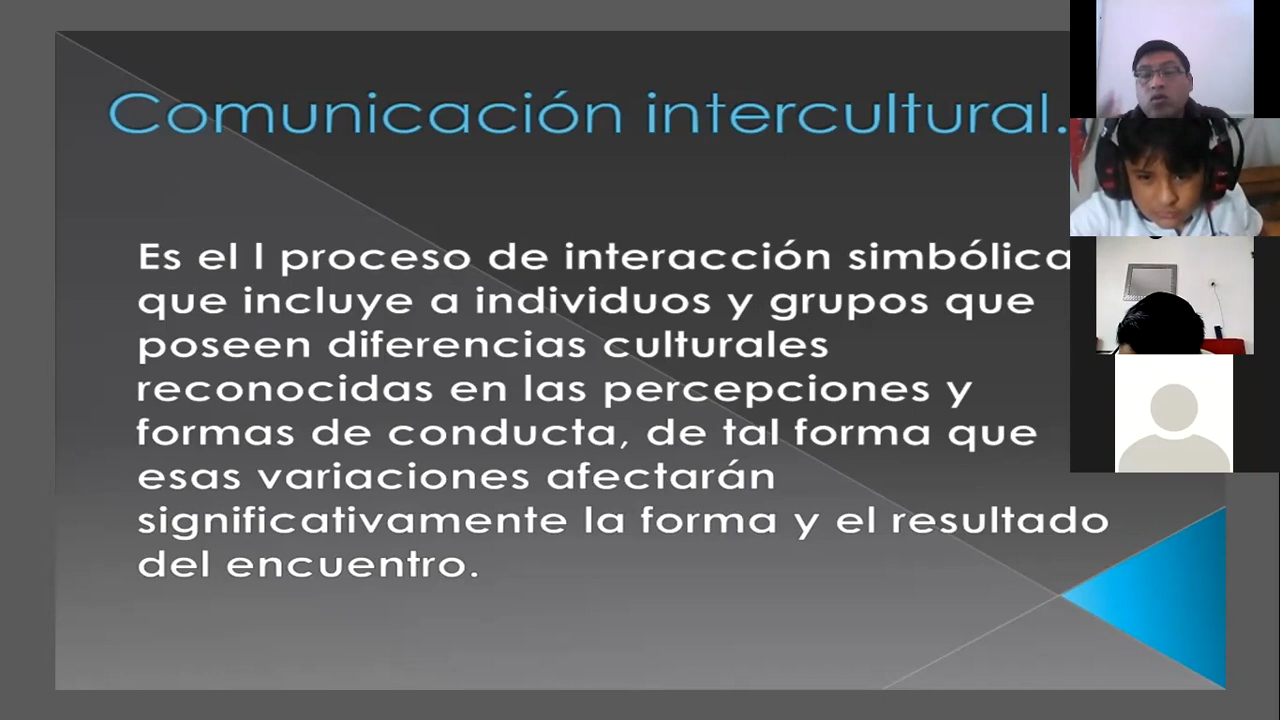 Comunicación intercultural.
Es el l proceso de interacción simbólica
que incluye a individuos y grupos que
poseen diferencias culturales
reconocidas en las percepciones y
formas de conducta, de tal forma que
esas variaciones afectarán
significativamente la forma y el resultado
del encuentro.